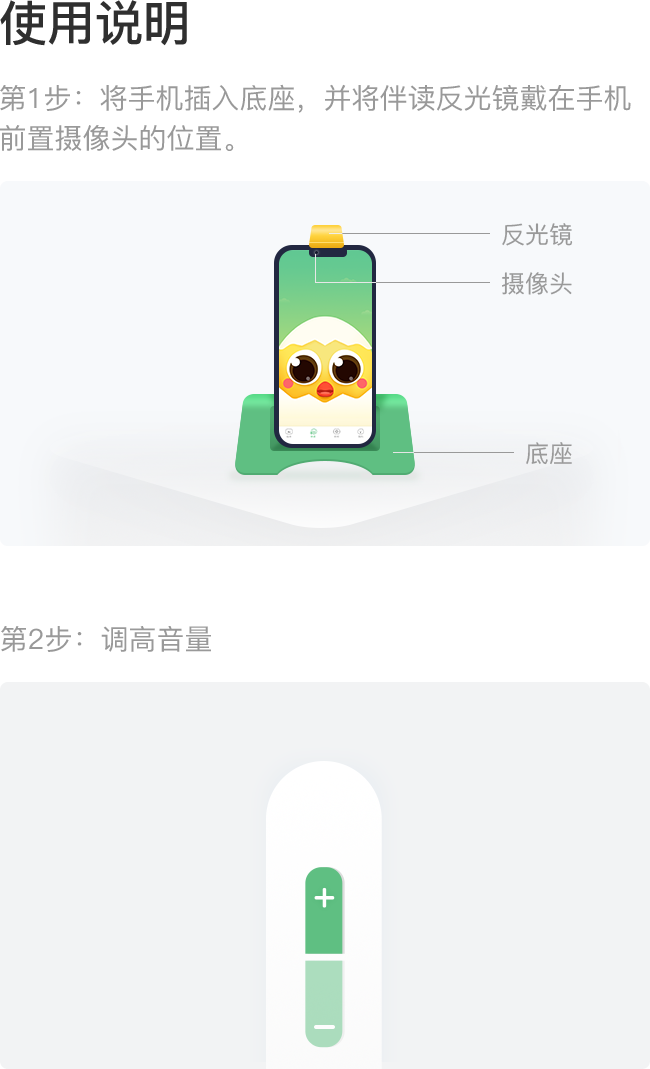 使用说明
第1步：将手机插入底座，并将伴读反光镜戴在手机
前置摄像头的位置。
反光镜
摄像头
底座
第2步：调高音量